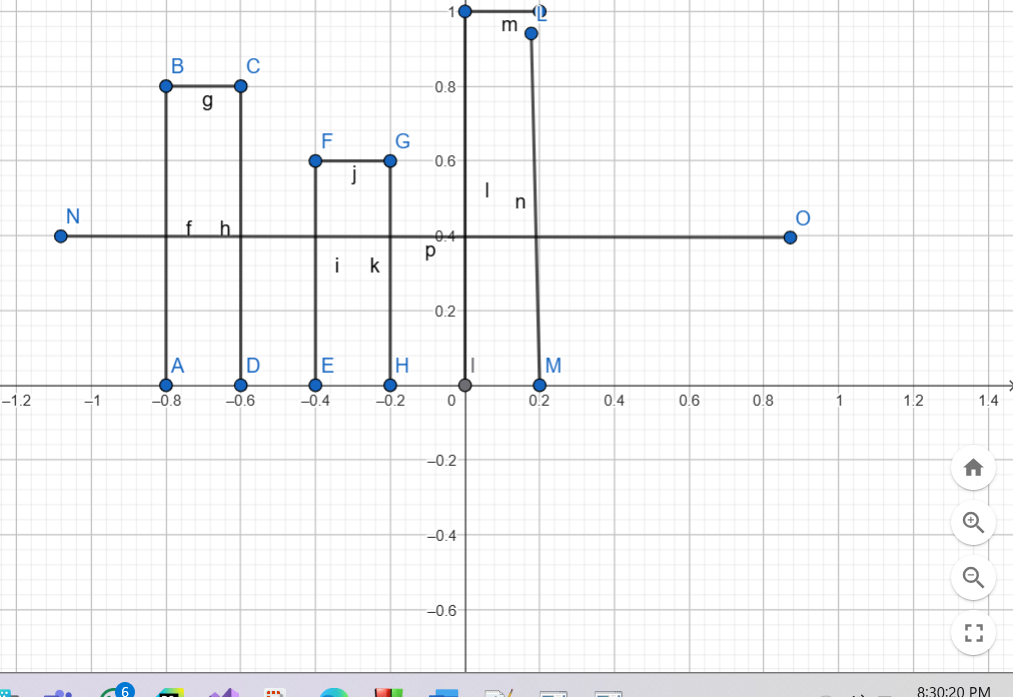 1
m
L
B C
g
0.8
F G
j
0.6
l
n
N
O
f h
0.4
p
i k
0.2
A D E H I M
–1.2 –1 –0.8 –0.6 –0.4 –0.2 0 0.2 0.4 0.6 0.8 1 1.2 1.4
–0.2
–0.4
–0.6
6
8:30:20 PM